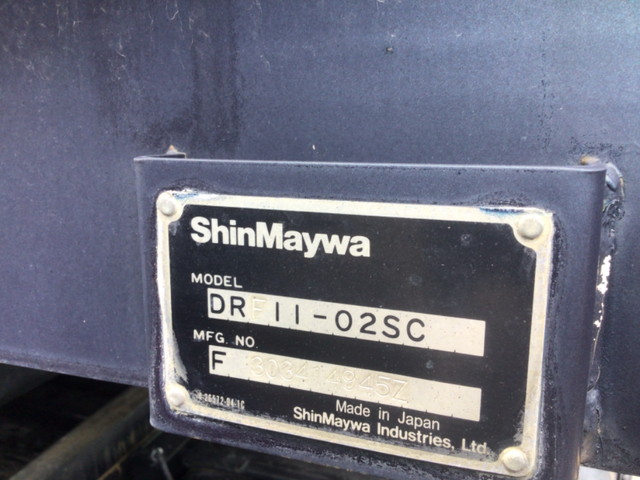 ShinMaywa
MODEL
DRF11-02SC
MFG. NO.
F
Made in Japan
ShinMaywa Industries, Ltd.